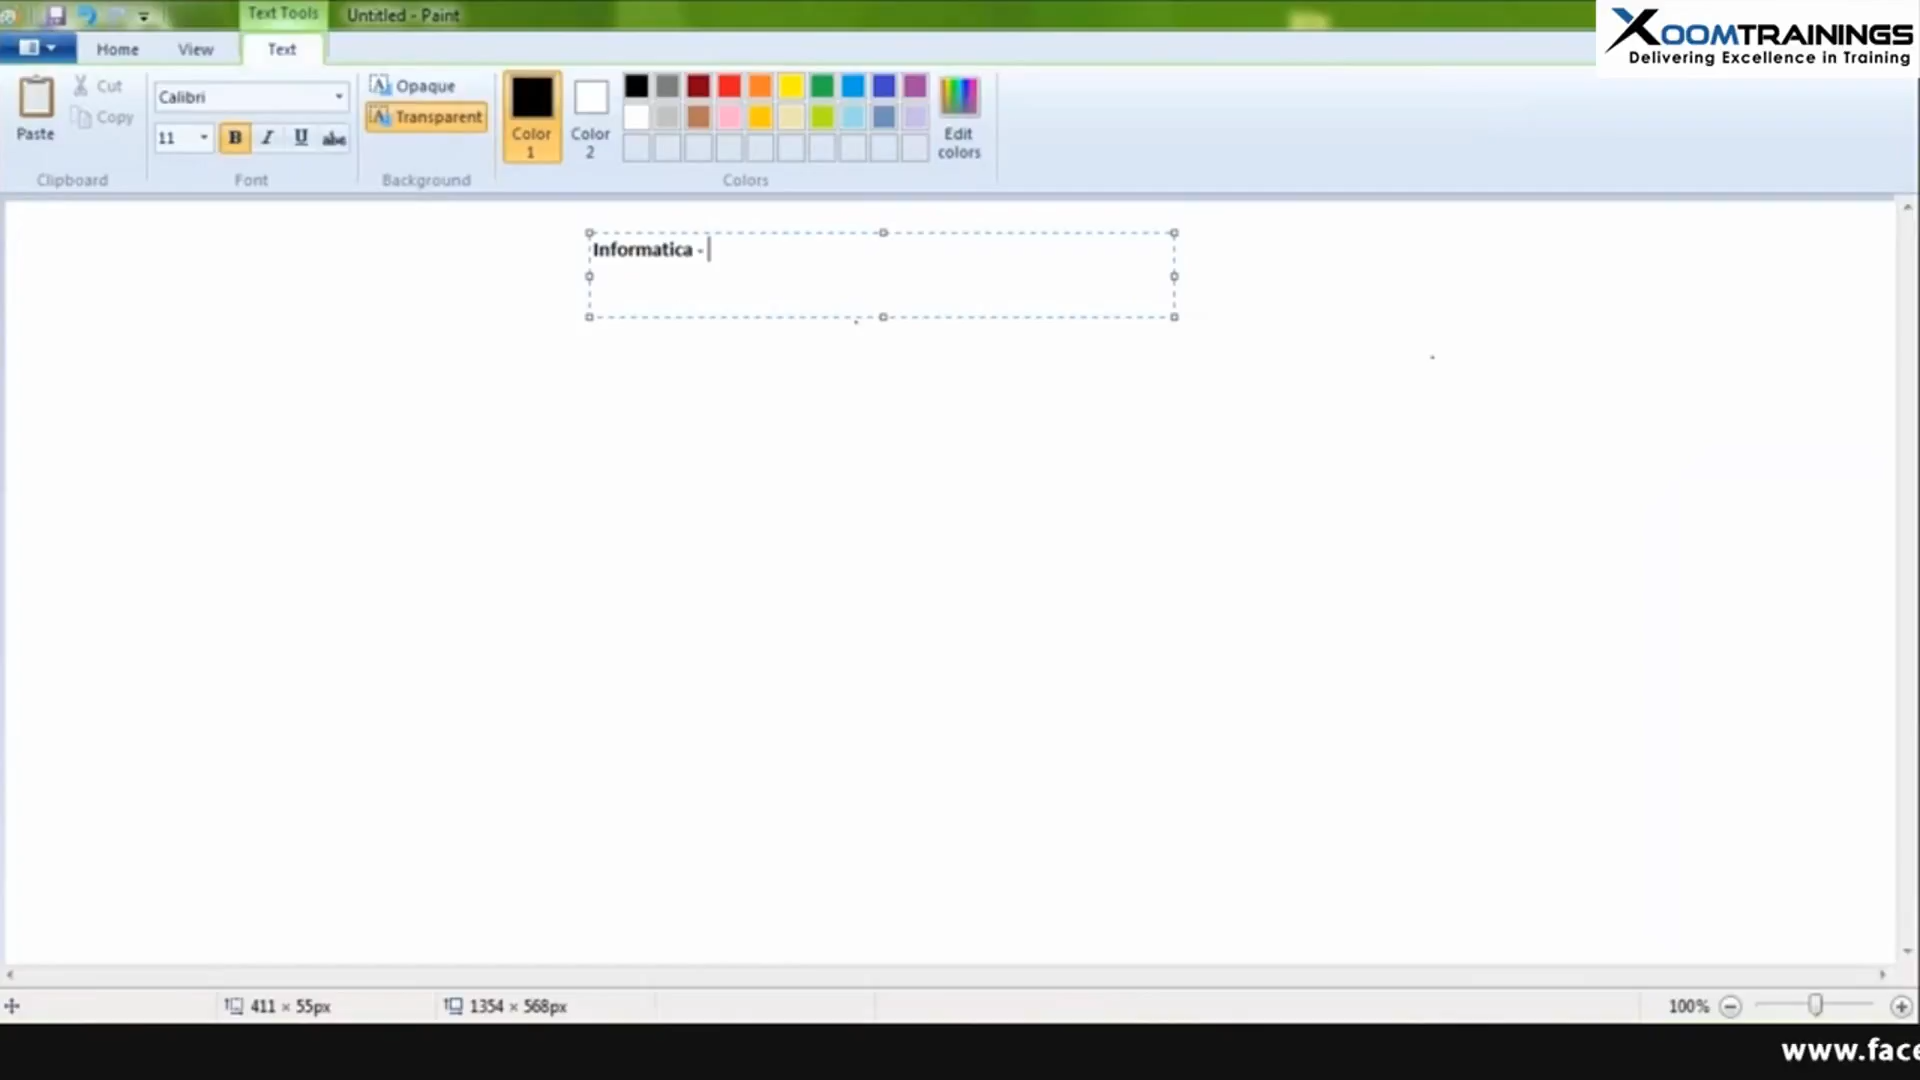 Text Tools
Untitled - Paint
XOOMTRAININGS
Delivering Excellence in Training
Home
View
Text
Paste
Cut
Copy
Clipboard
Calibri
11
B I U abc
Font
Opaque
Transparent
Background
Color 1
Color 2
Edit colors
Colors
Informatica -
411 × 55px
1354 × 568px
100%
www.face